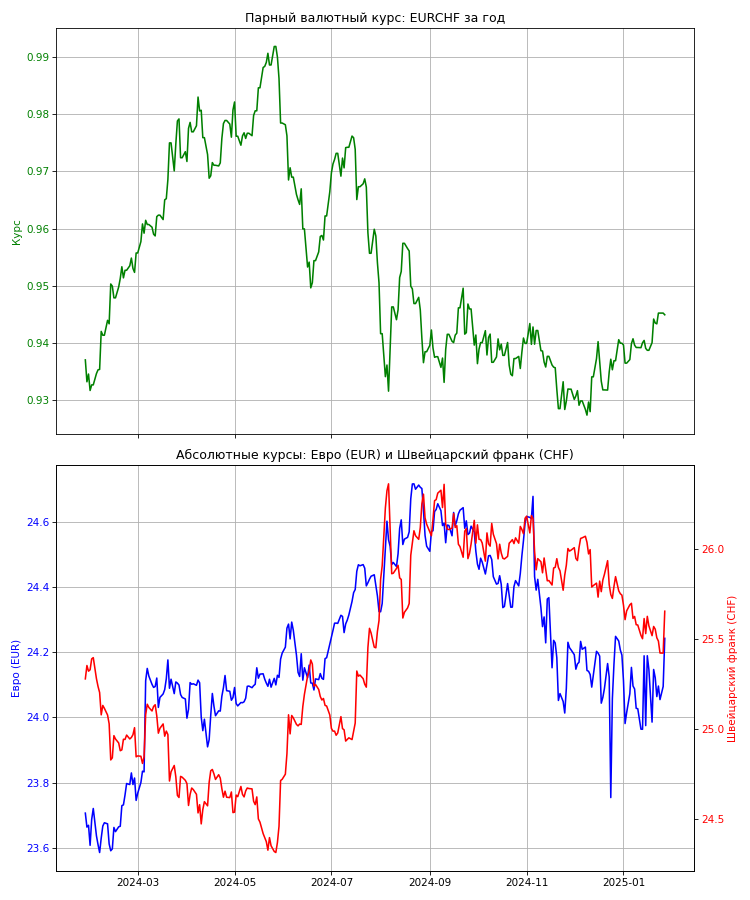 Парный валютный курс: EURCHF за год
0.99
0.98
0.97
0.96
0.95
0.94
0.93
Курс
Абсолютные курсы: Евро (EUR) и Швейцарский франк (CHF)
24.6
24.4
24.2
24.0
23.8
23.6
Евро (EUR)
26.0
25.5
25.0
24.5
Швейцарский франк (CHF)
2024-03 2024-05 2024-07 2024-09 2024-11 2025-01